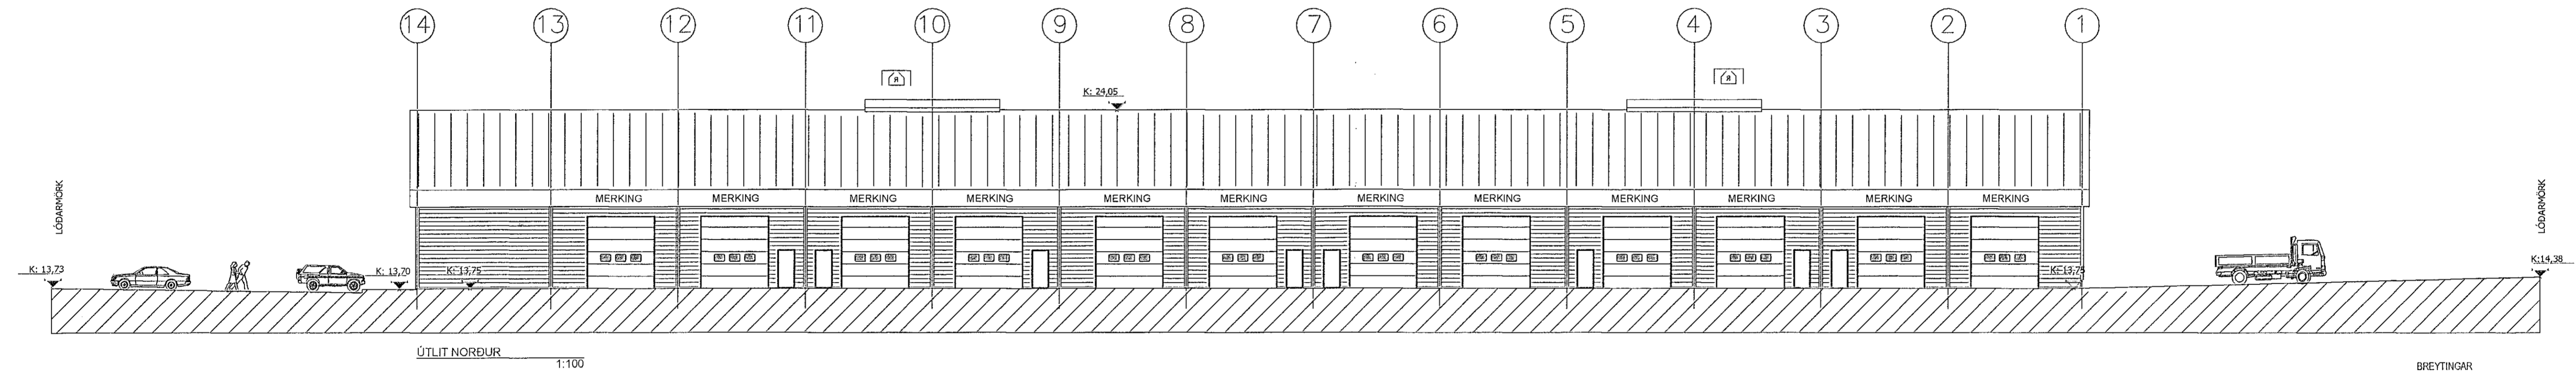 14 13 12 11 10 9 8 7 6 5 4 3 2 1
R R
K: 24,05
LÓÐARMÖRK LÓÐARMÖRK
MERKING MERKING MERKING MERKING MERKING MERKING MERKING MERKING MERKING MERKING MERKING MERKING
K: 13,73 K: 13,70 K: 13,75 K: 13,75 K:14,38
ÚTLIT NORÐUR
1:100
BREYTINGAR